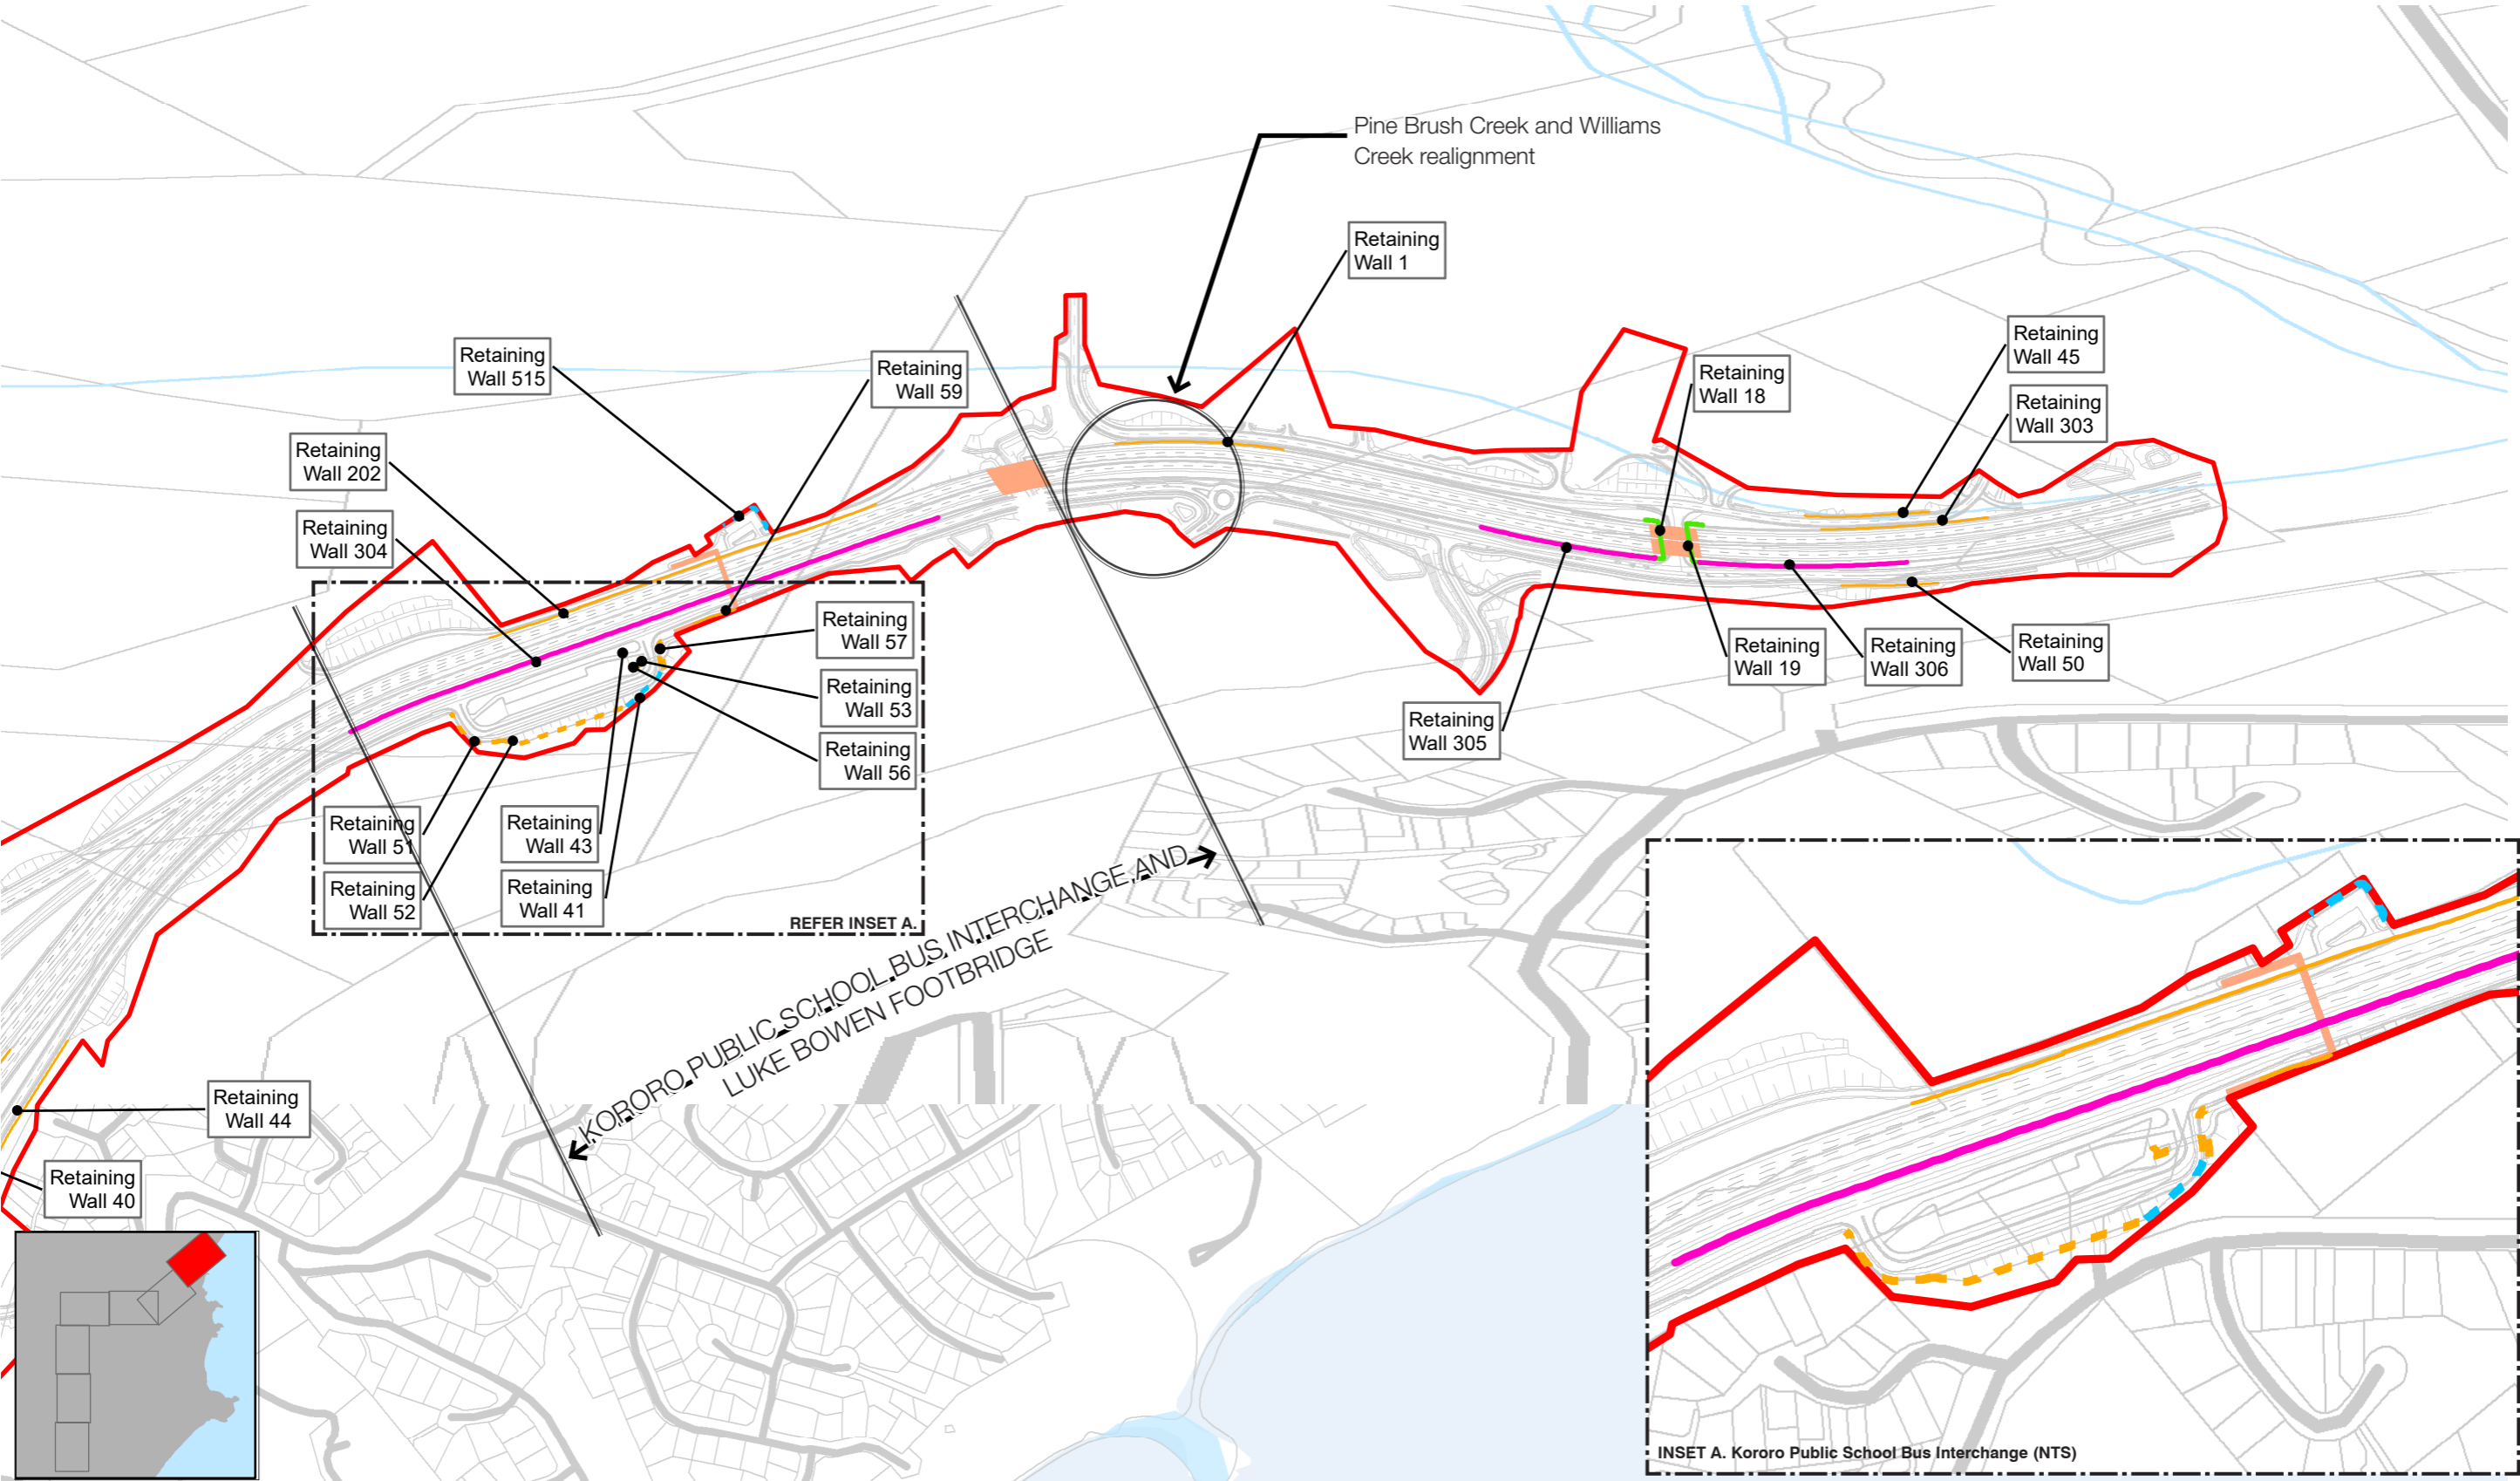 Pine Brush Creek and Williams
Creek realignment
Retaining
Wall 1
Retaining
Wall 45
Retaining
Wall 515
Retaining
Wall 59
Retaining
Wall 18
Retaining
Wall 303
Retaining
Wall 202
Retaining
Wall 304
Retaining
Wall 57
Retaining
Wall 53
Retaining
Wall 56
Retaining
Wall 19
Retaining
Wall 306
Retaining
Wall 50
Retaining
Wall 305
Retaining
Wall 51
Retaining
Wall 43
Retaining
Wall 52
Retaining
Wall 41
REFER INSET A.
KORORO PUBLIC SCHOOL BUS INTERCHANGE AND
LUKE BOWEN FOOTBRIDGE
Retaining
Wall 44
Retaining
Wall 40
INSET A. Kororo Public School Bus Interchange (NTS)